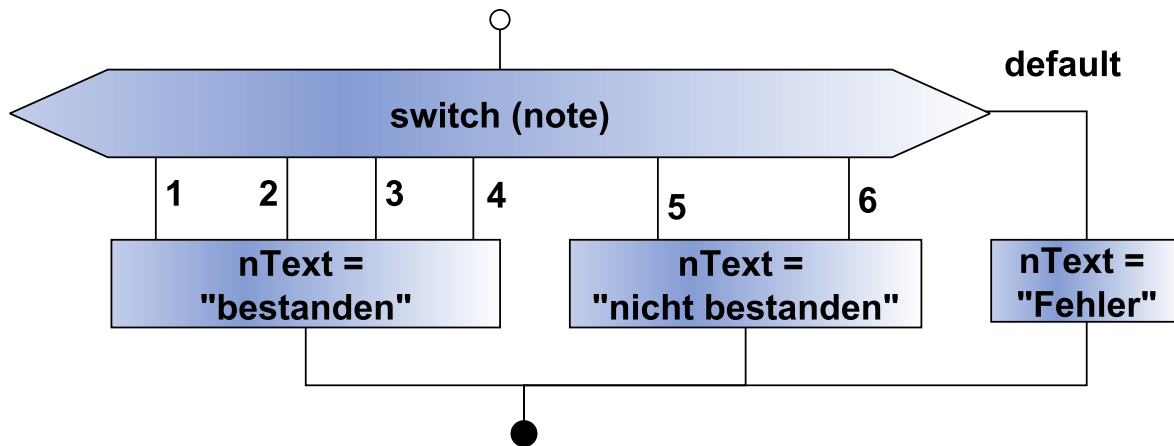 default
switch (note)
1
2
3
4
5
6
nText =
"bestanden"
nText =
"nicht bestanden"
nText =
"Fehler"